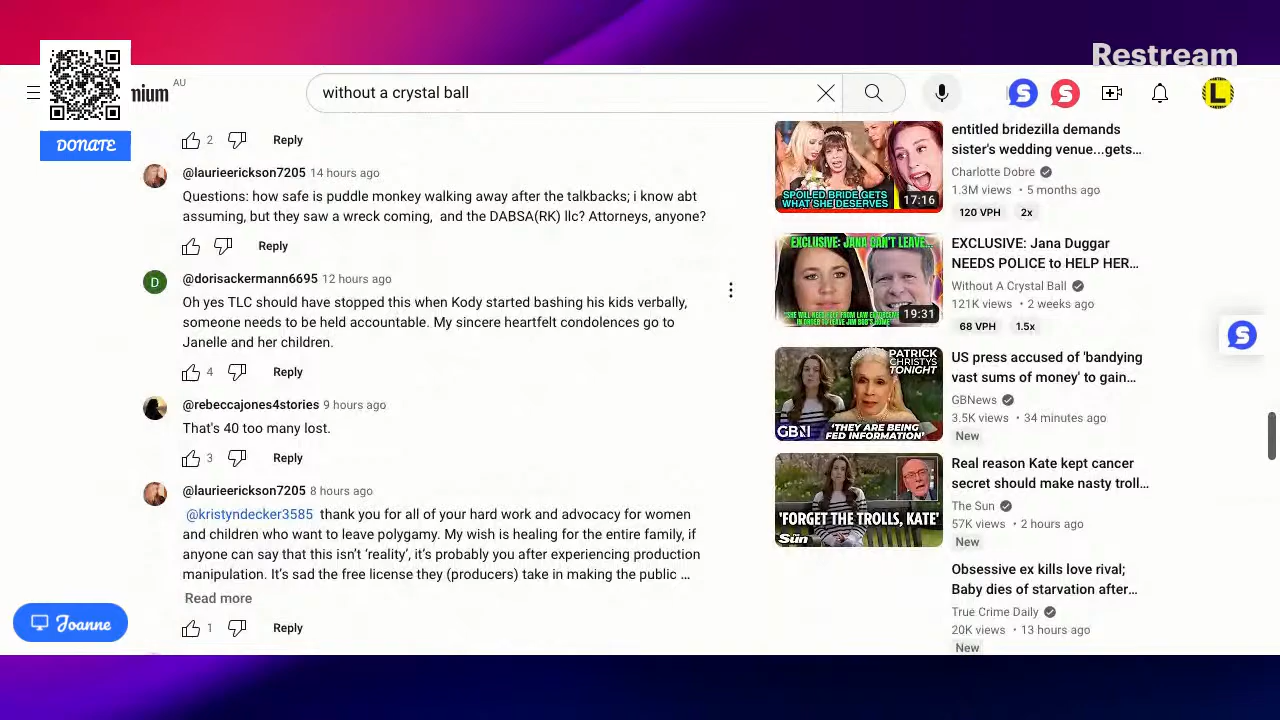 Restream
mium AU
without a crystal ball
L
DONATE
2
Reply
@laurieerickson7205 14 hours ago
Questions: how safe is puddle monkey walking away after the talkbacks; i know abt
assuming, but they saw a wreck coming, and the DABSA(RK) llc? Attorneys, anyone?
Reply
D
@dorisackermann6695 12 hours ago
Oh yes TLC should have stopped this when Kody started bashing his kids verbally,
someone needs to be held accountable. My sincere heartfelt condolences go to
Janelle and her children.
4
Reply
@rebeccajones4stories 9 hours ago
That's 40 too many lost.
3
Reply
@laurieerickson7205 8 hours ago
@kristyndecker3585 thank you for all of your hard work and advocacy for women
and children who want to leave polygamy. My wish is healing for the entire family, if
anyone can say that this isn’t ‘reality’, it’s probably you after experiencing production
manipulation. It’s sad the free license they (producers) take in making the public ...
Read more
1
Reply
Joanne
SPOILED BRIDE GETS
WHAT SHE DESERVES
17:16
entitled bridezilla demands
sister's wedding venue...gets...
Charlotte Dobre
1.3M views • 5 months ago
120 VPH 2x
EXCLUSIVE: JANA CAN'T LEAVE...
19:31
EXCLUSIVE: Jana Duggar
NEEDS POLICE to HELP HER...
Without A Crystal Ball
121K views • 2 weeks ago
68 VPH 1.5x
PATRICK
CHRISTYS
TONIGHT
GBN
'THEY ARE BEING
FED INFORMATION'
US press accused of 'bandying
vast sums of money' to gain...
GBNews
3.5K views • 34 minutes ago
New
'FORGET THE TROLLS, KATE'
The Sun
Real reason Kate kept cancer
secret should make nasty troll...
The Sun
57K views • 2 hours ago
New
Obsessive ex kills love rival;
Baby dies of starvation after...
True Crime Daily
20K views • 13 hours ago
New